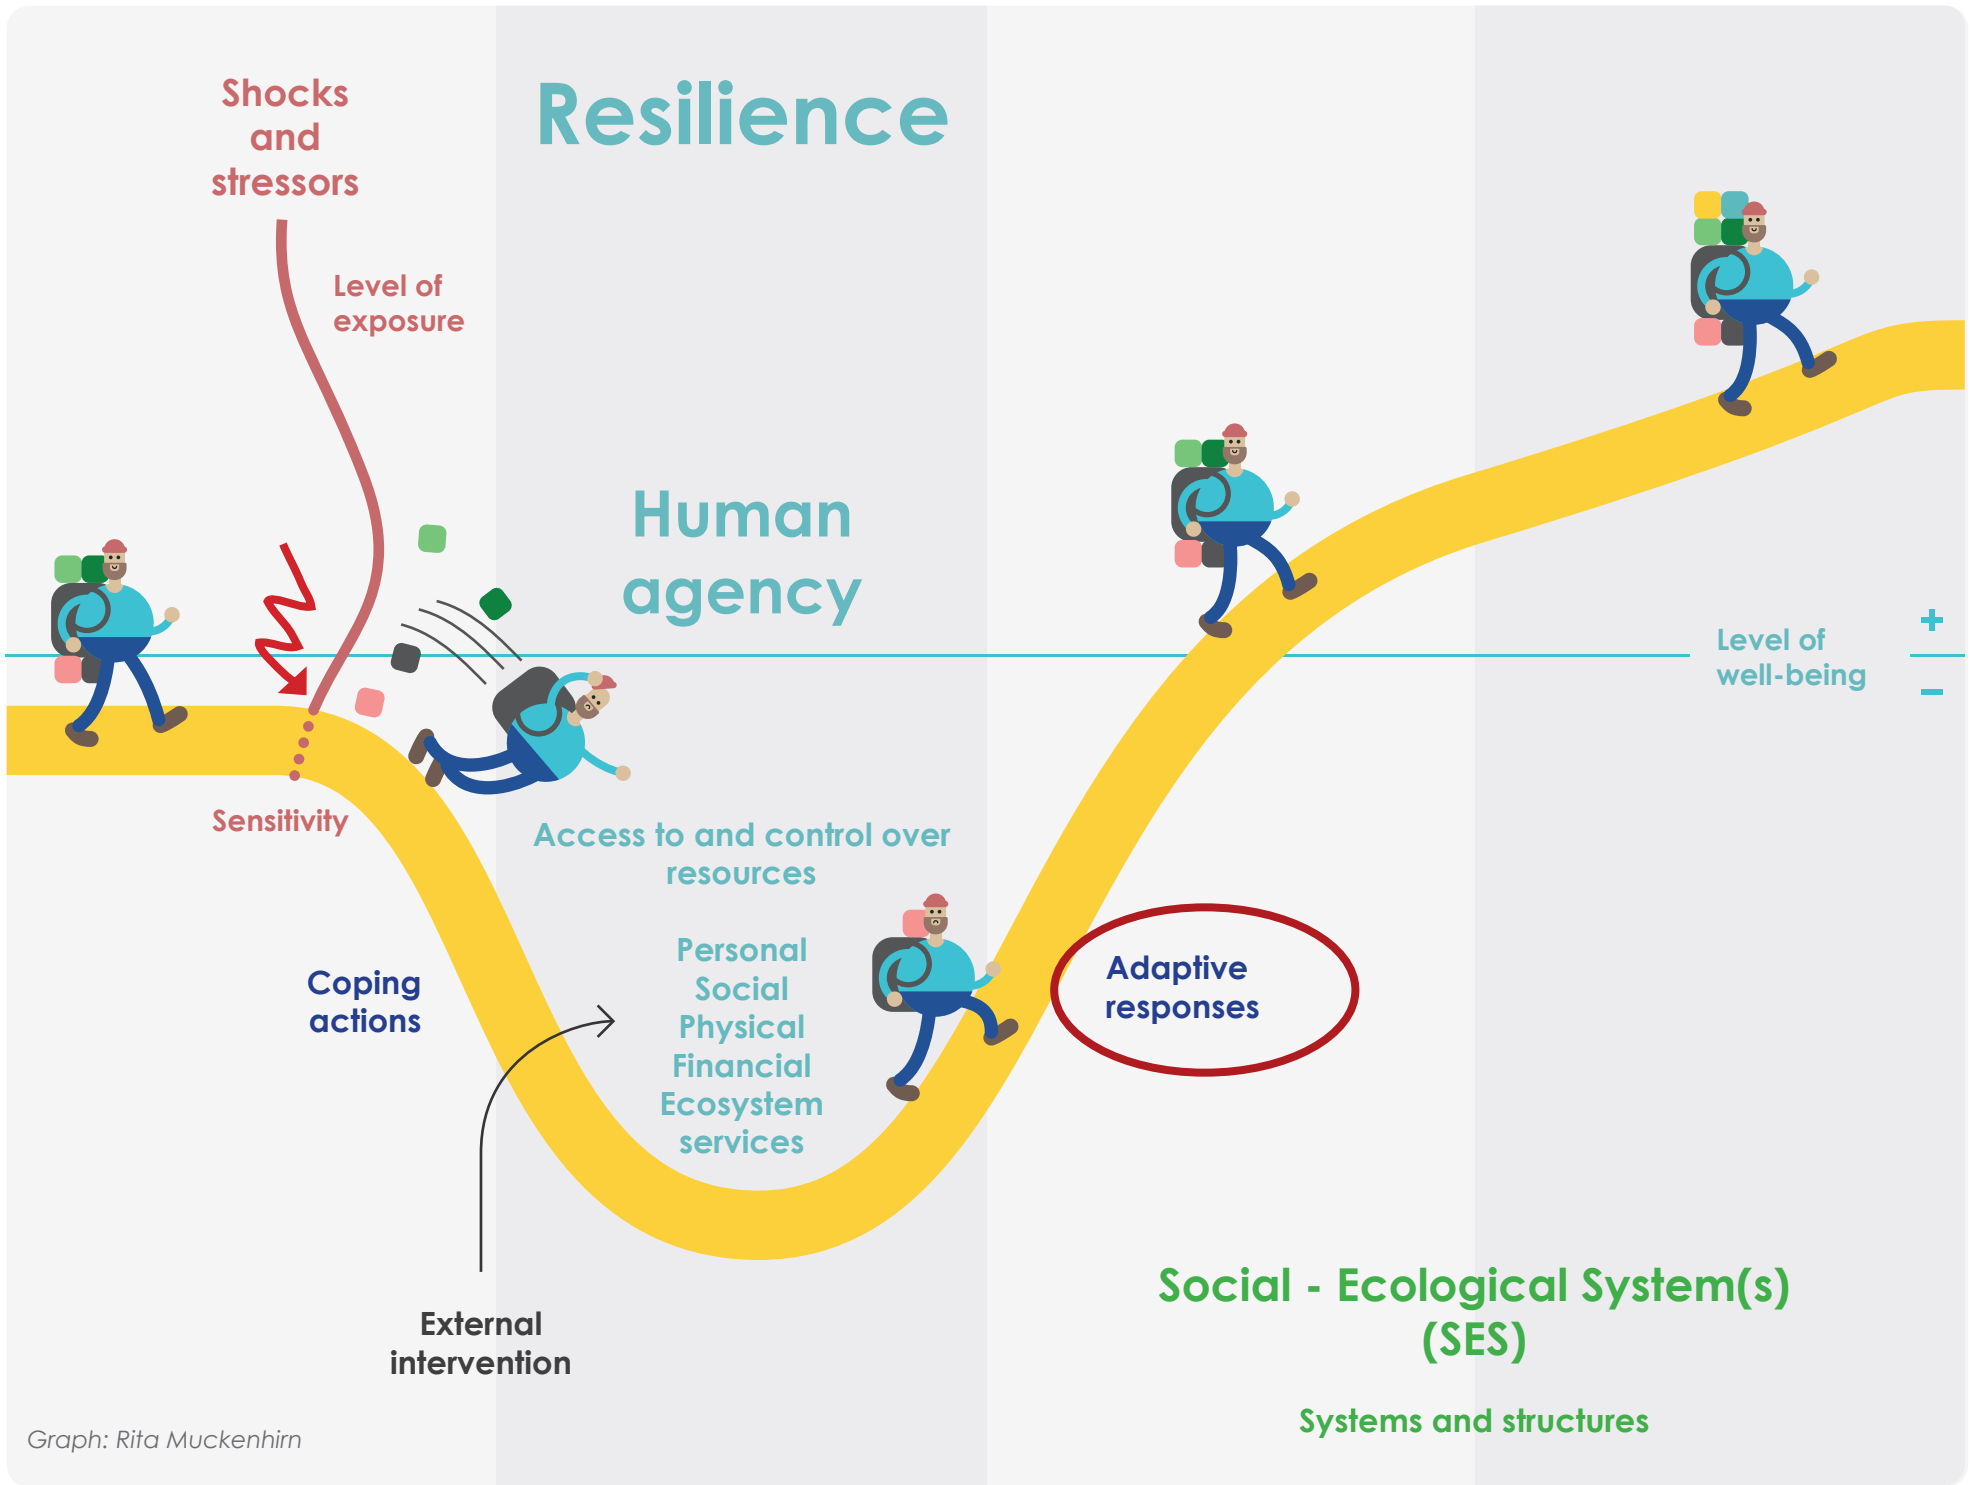 Shocks
and
stressors
Resilience
Level of
exposure
Human
agency
Level of
well-being
+
−
Sensitivity
Access to and control over
resources
Personal
Social
Physical
Financial
Ecosystem
services
Coping
actions
Adaptive
responses
External
intervention
Social - Ecological System(s)
(SES)
Systems and structures
Graph: Rita Muckenhirn